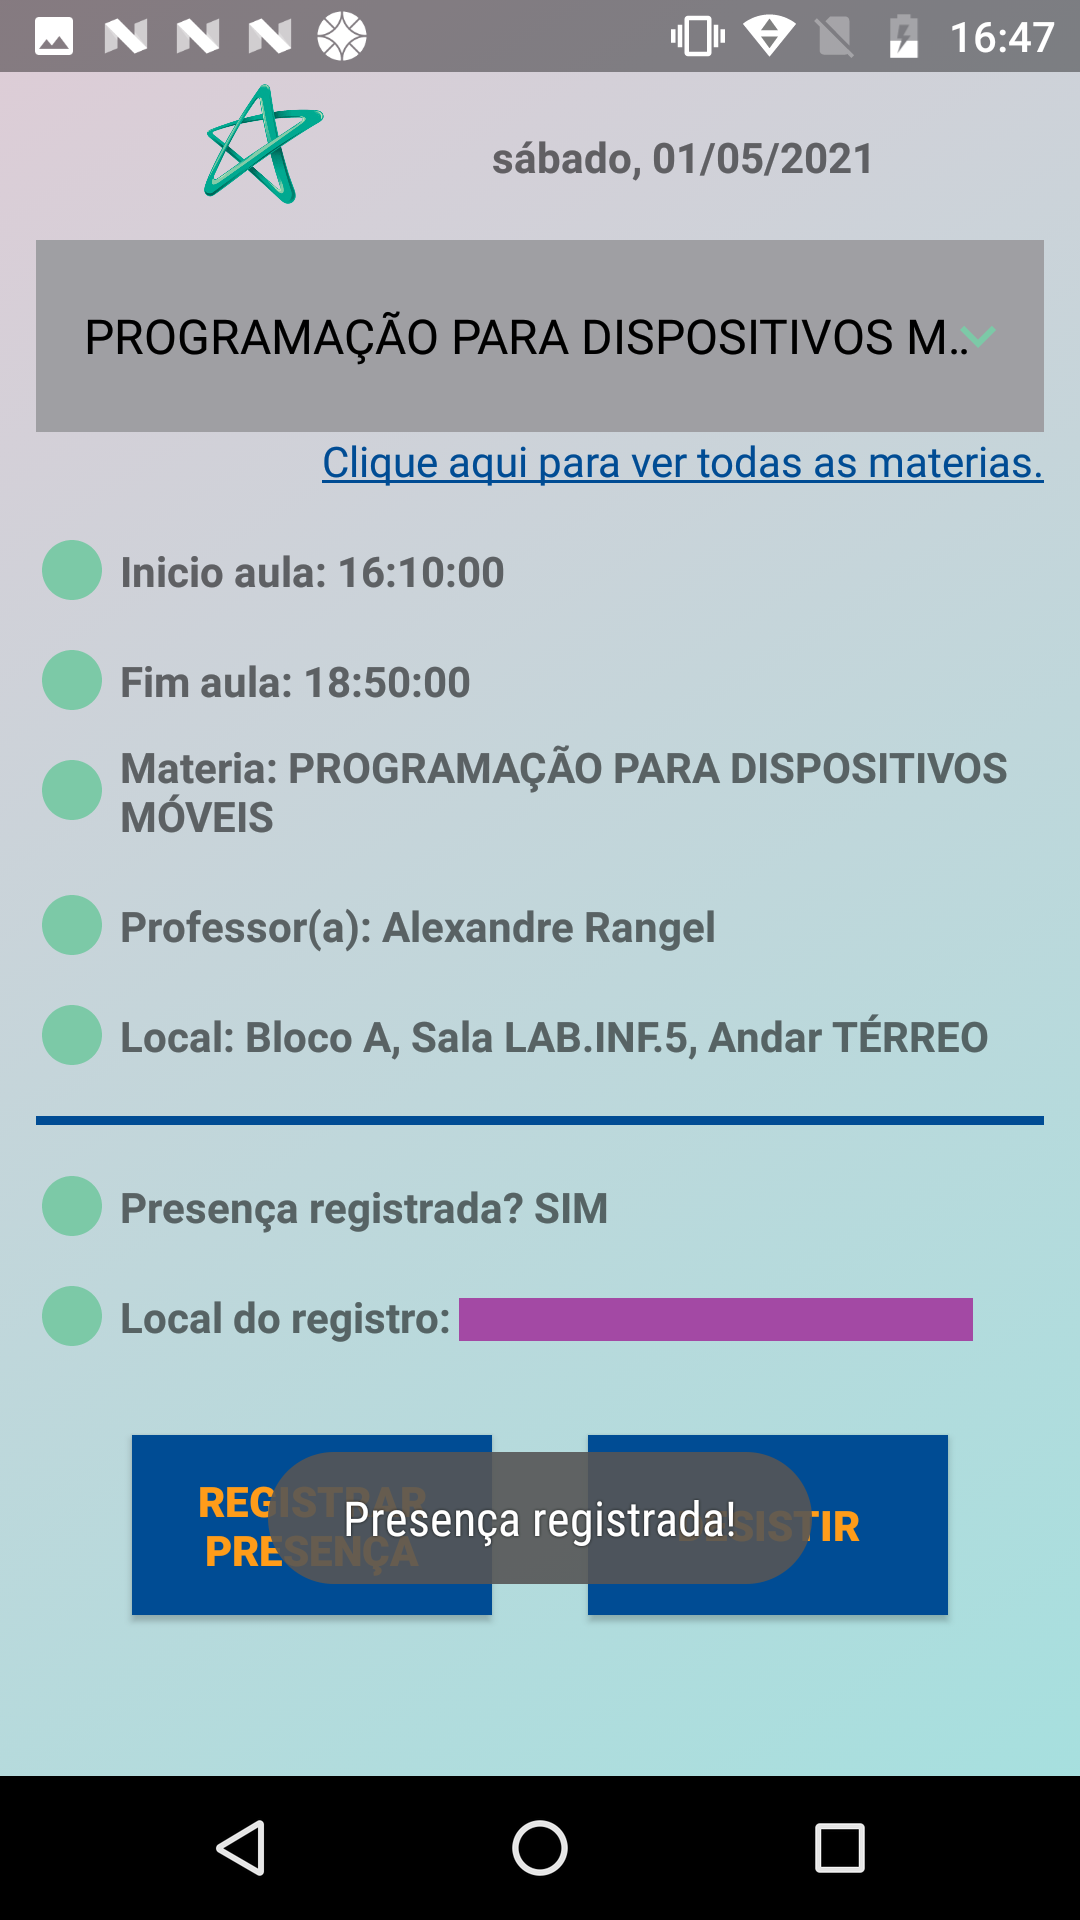 16:47
sábado, 01/05/2021
PROGRAMAÇÃO PARA DISPOSITIVOS M..
Clique aqui para ver todas as materias.
Inicio aula: 16:10:00
Fim aula: 18:50:00
Materia: PROGRAMAÇÃO PARA DISPOSITIVOS
MÓVEIS
Professor(a): Alexandre Rangel
Local: Bloco A, Sala LAB.INF.5, Andar TÉRREO
Presença registrada? SIM
Local do registro:
REGISTRAR
PRESENÇA
DESISTIR
Presença registrada!